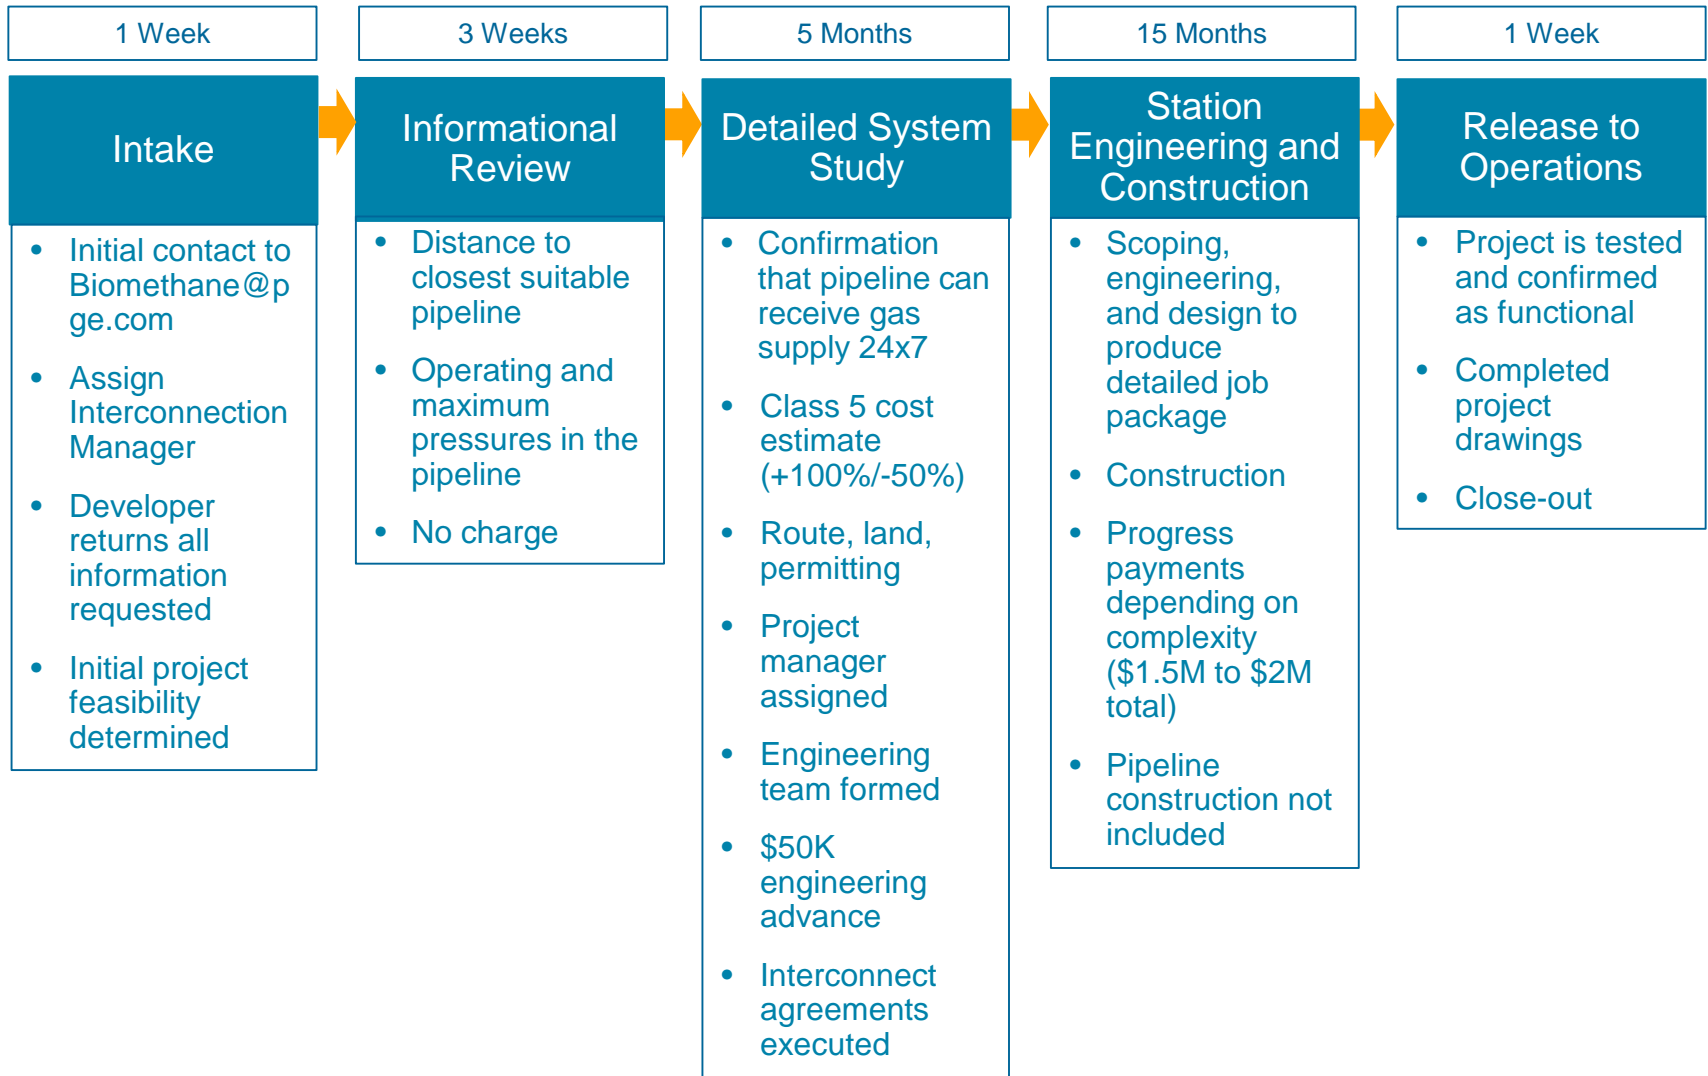 1 Week
Intake
• Initial contact to
Biomethane@p
ge.com
• Assign
Interconnection
Manager
• Developer
returns all
information
requested
• Initial project
feasibility
determined
3 Weeks
Informational
Review
• Distance to
closest suitable
pipeline
• Operating and
maximum
pressures in the
pipeline
• No charge
5 Months
Detailed System
Study
• Confirmation
that pipeline can
receive gas
supply 24x7
• Class 5 cost
estimate
(+100%/-50%)
• Route, land,
permitting
• Project
manager
assigned
• Engineering
team formed
• $50K
engineering
advance
• Interconnect
agreements
executed
15 Months
Station
Engineering and
Construction
• Scoping,
engineering,
and design to
produce
detailed job
package
• Construction
• Progress
payments
depending on
complexity
($1.5M to $2M
total)
• Pipeline
construction not
included
1 Week
Release to
Operations
• Project is tested
and confirmed
as functional
• Completed
project
drawings
• Close-out